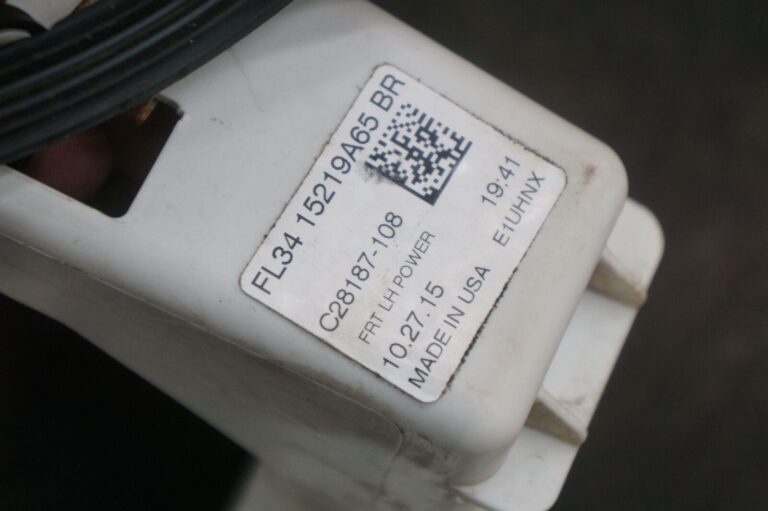 FL34 15219A65 BR
C28187-108
FRT LH POWER
10.27.15 19:41
MADE IN USA E1UHNX